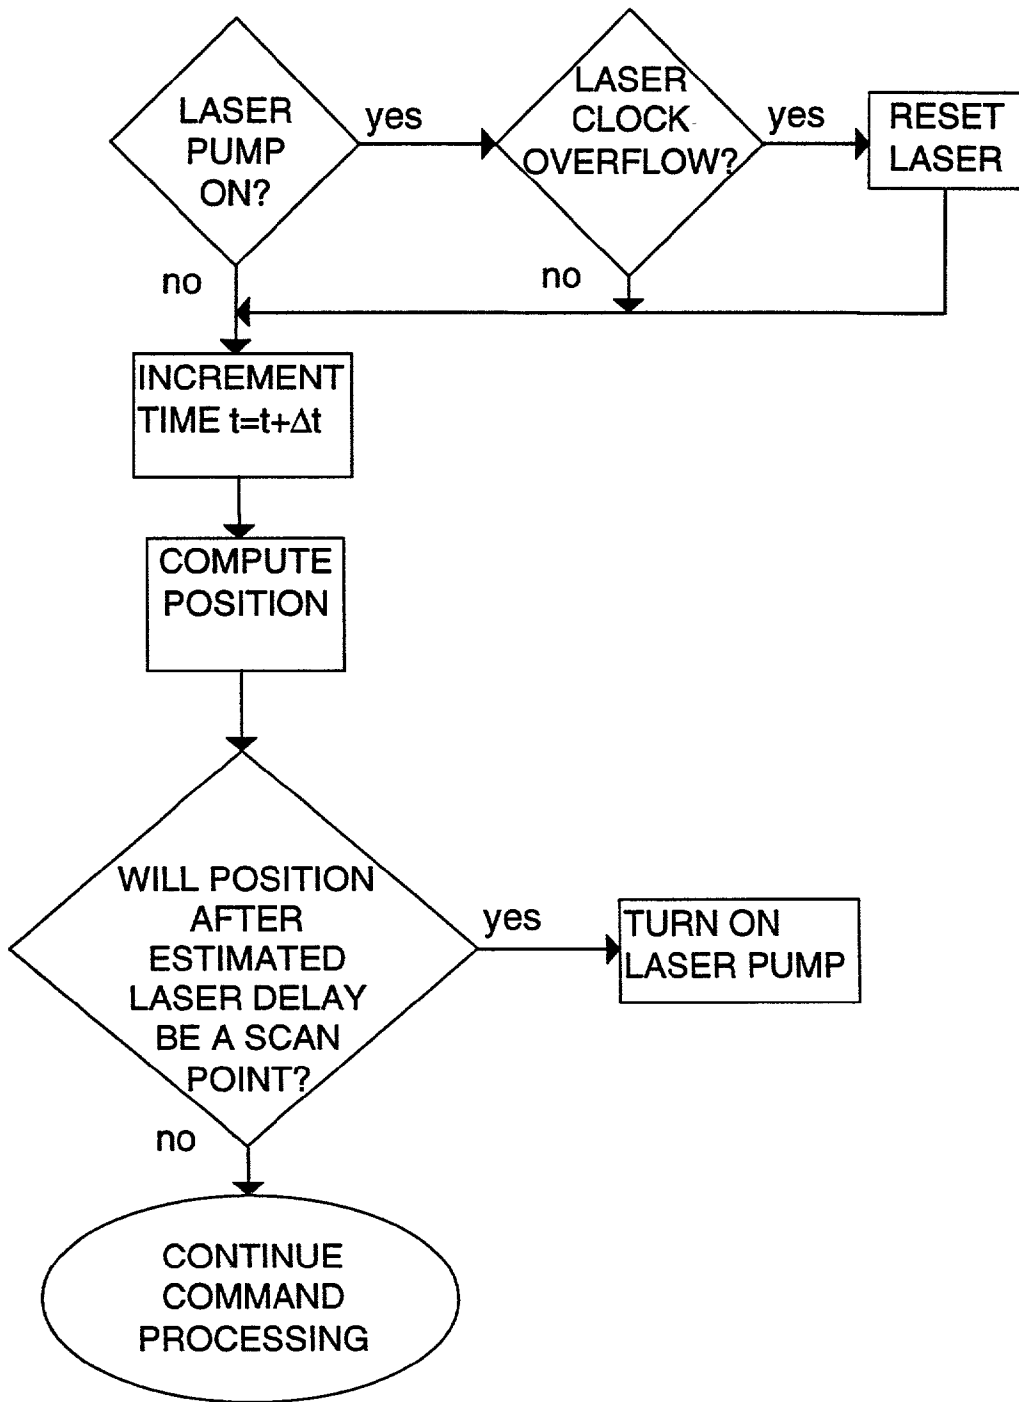 LASER
PUMP
ON?
yes
LASER
CLOCK
OVERFLOW?
yes
RESET
LASER
no
no
INCREMENT
TIME t=t+Δt
COMPUTE
POSITION
WILL POSITION
AFTER
ESTIMATED
LASER DELAY
BE A SCAN
POINT?
yes
TURN ON
LASER PUMP
no
CONTINUE
COMMAND
PROCESSING